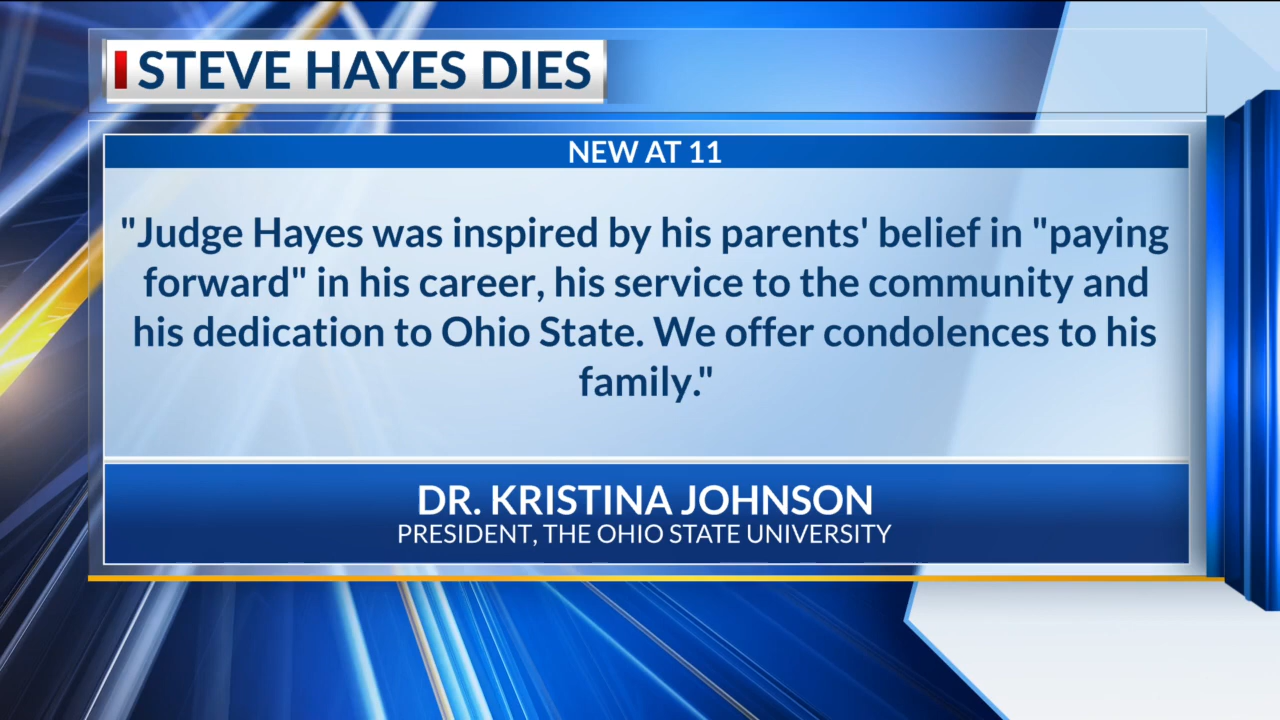 STEVE HAYES DIES
NEW AT 11
"Judge Hayes was inspired by his parents' belief in "paying
forward" in his career, his service to the community and
his dedication to Ohio State. We offer condolences to his
family."
DR. KRISTINA JOHNSON
PRESIDENT, THE OHIO STATE UNIVERSITY